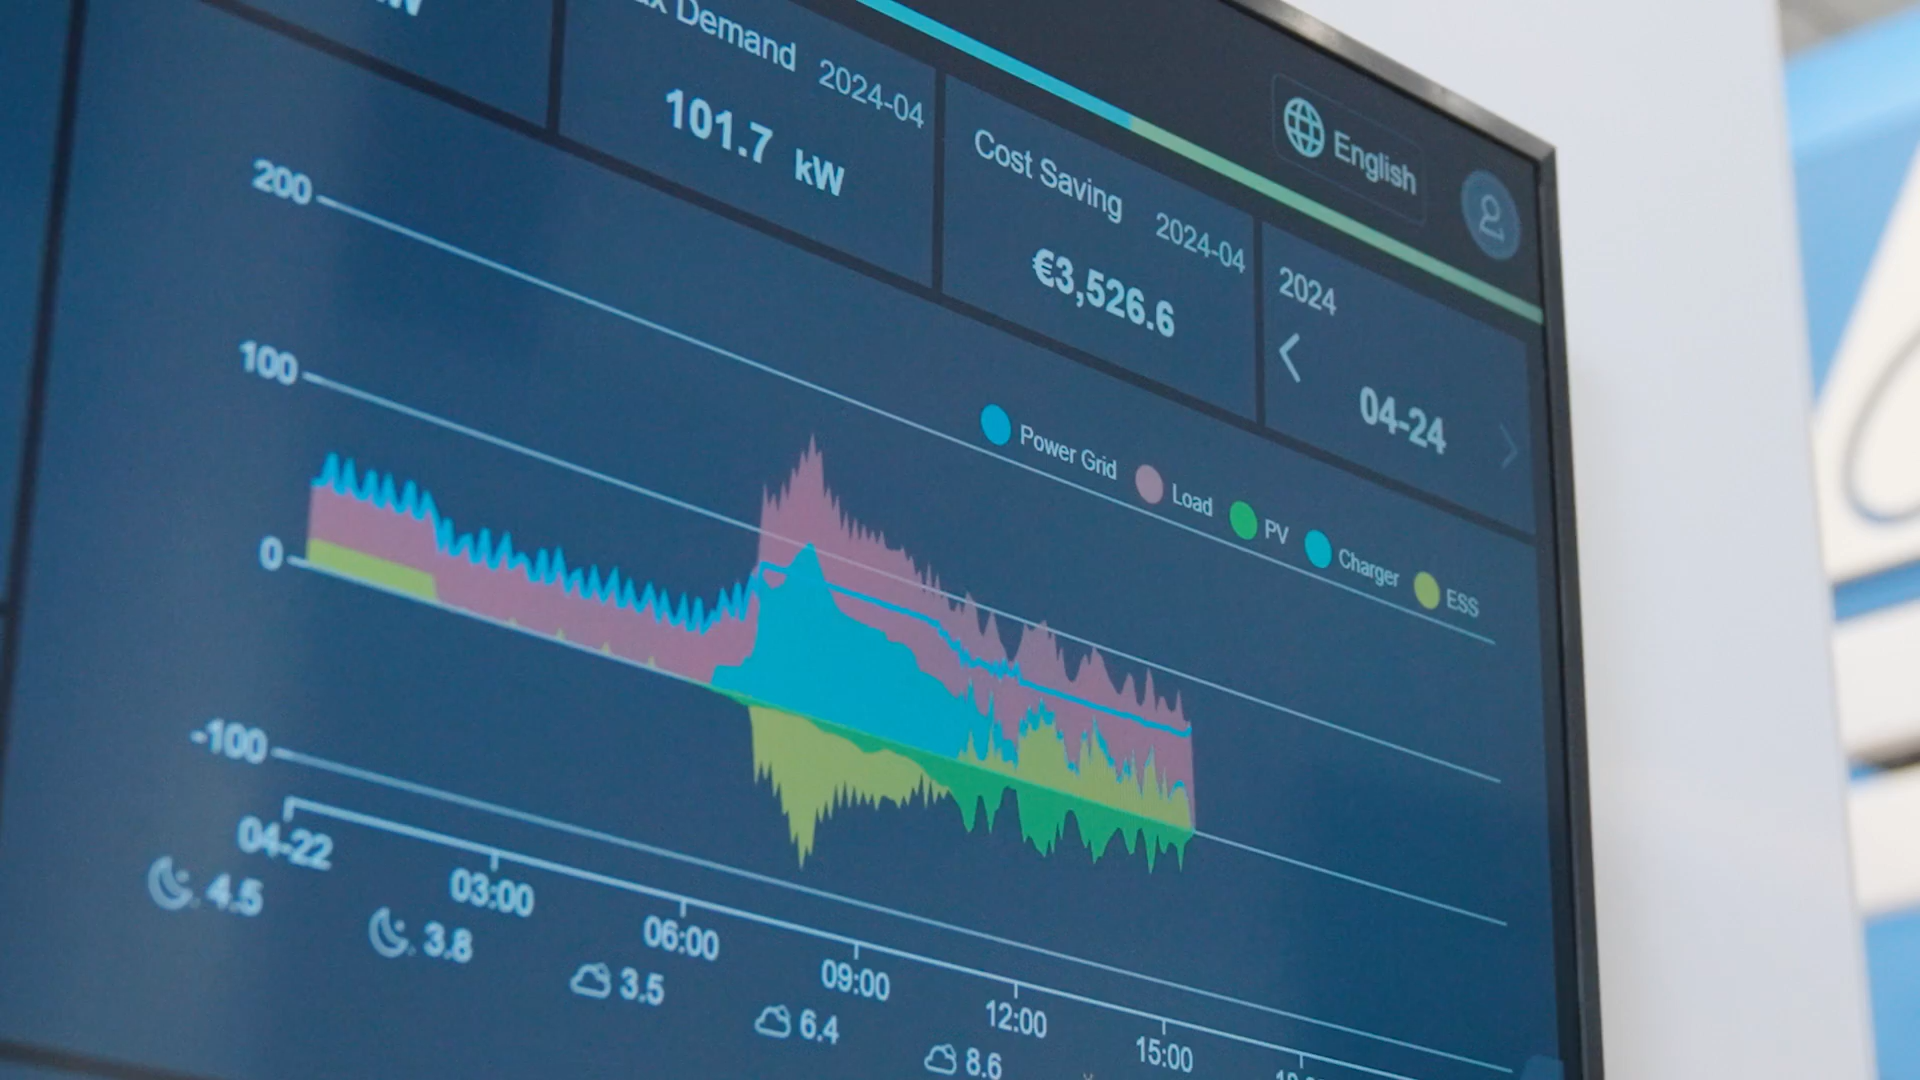 Demand 2024-04
101.7 kW
Cost Saving 2024-04
€3,526.6
English
2024
04-24
Power Grid Load PV Charger ESS
200
100
0
-100
04-22 03:00 06:00 09:00 12:00 15:00
4.5 3.8 3.5 6.4 8.6